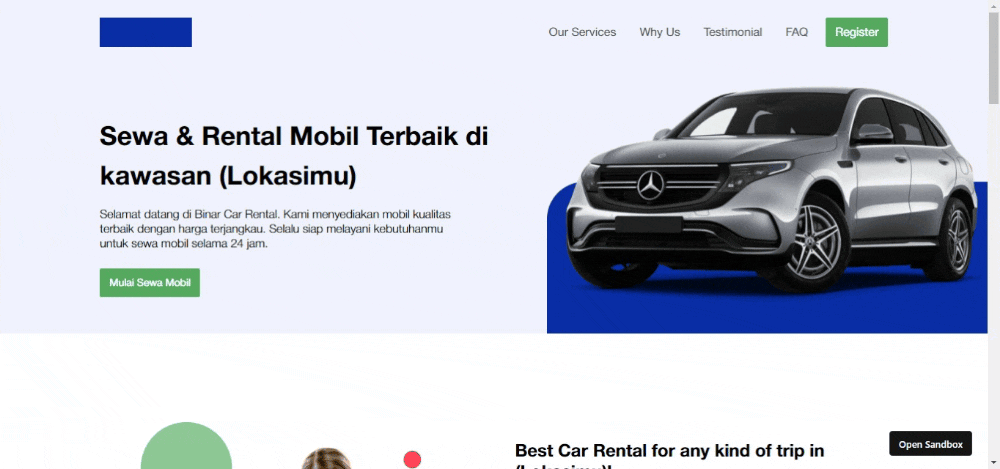 Our Services Why Us Testimonial FAQ Register
Sewa & Rental Mobil Terbaik di
kawasan (Lokasimu)
Selamat datang di Binar Car Rental. Kami menyediakan mobil kualitas
terbaik dengan harga terjangkau. Selalu siap melayani kebutuhanmu
untuk sewa mobil selama 24 jam.
Mulai Sewa Mobil
Best Car Rental for any kind of trip in
(Lokasimu)!
Open Sandbox